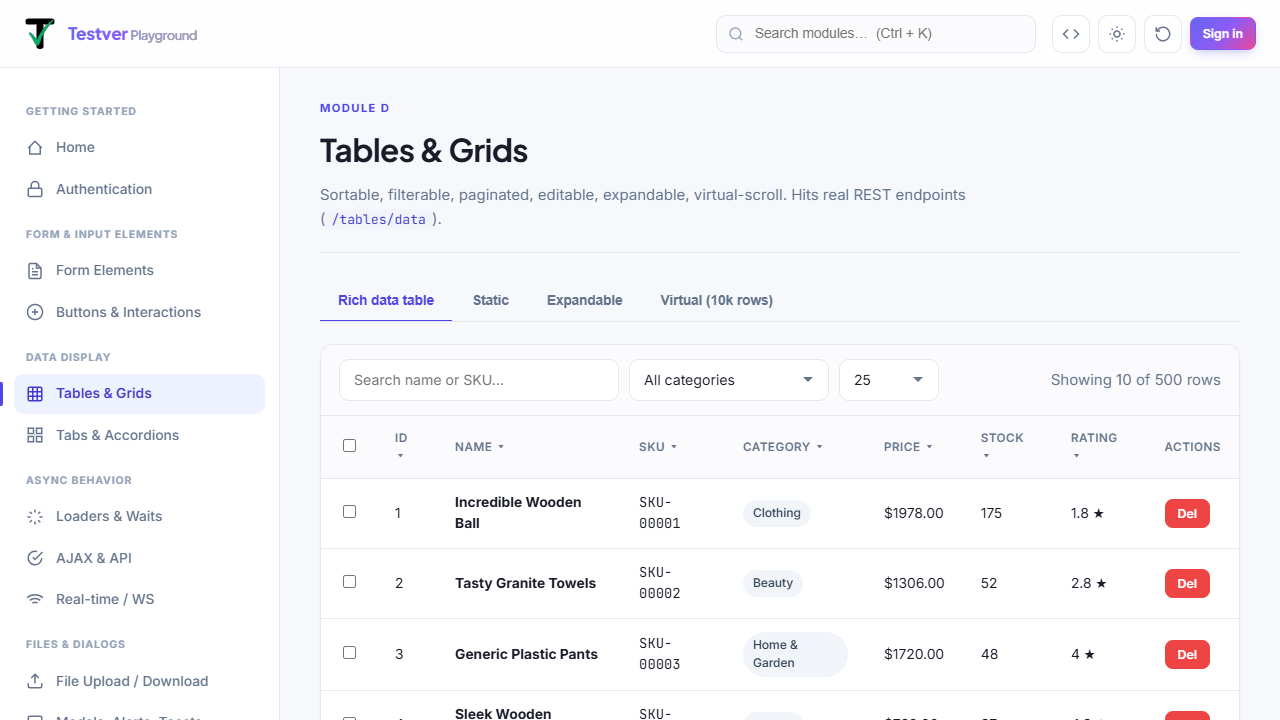 Testver Playground
Search modules… (Ctrl + K)
Sign in
GETTING STARTED
Home
Authentication
FORM & INPUT ELEMENTS
Form Elements
Buttons & Interactions
DATA DISPLAY
Tables & Grids
Tabs & Accordions
ASYNC BEHAVIOR
Loaders & Waits
AJAX & API
Real-time / WS
FILES & DIALOGS
File Upload / Download
MODULE D
Tables & Grids
Sortable, filterable, paginated, editable, expandable, virtual-scroll. Hits real REST endpoints
( /tables/data ).
Rich data table Static Expandable Virtual (10k rows)
Search name or SKU... All categories 25 Showing 10 of 500 rows
ID NAME SKU CATEGORY PRICE STOCK RATING ACTIONS
1 Incredible Wooden Ball SKU-00001 Clothing $1978.00 175 1.8 ★ Del
2 Tasty Granite Towels SKU-00002 Beauty $1306.00 52 2.8 ★ Del
3 Generic Plastic Pants SKU-00003 Home & Garden $1720.00 48 4 ★ Del
Sleek Wooden SKU-